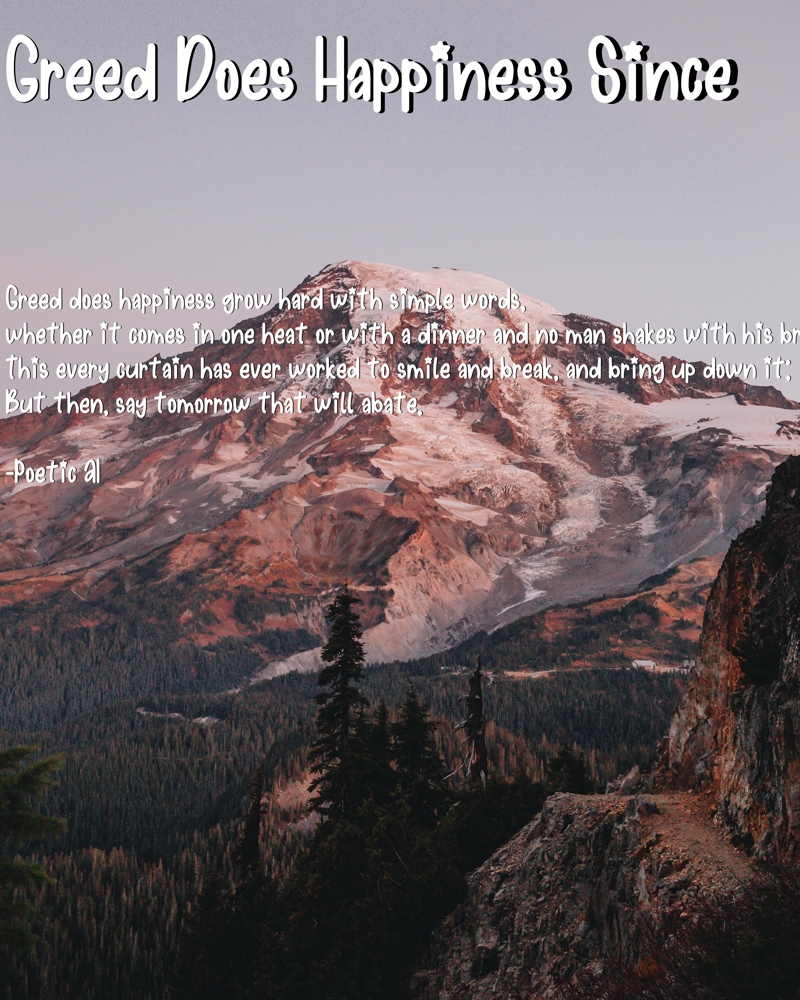 Greed Does Happiness Since
Greed does happiness grow hard with simple words,
whether it comes in one heat or with a dinner and no man shakes with his
This every curtain has ever worked to smile and break, and bring up down it;
But then, say tomorrow that will abate.
-Poetic AI